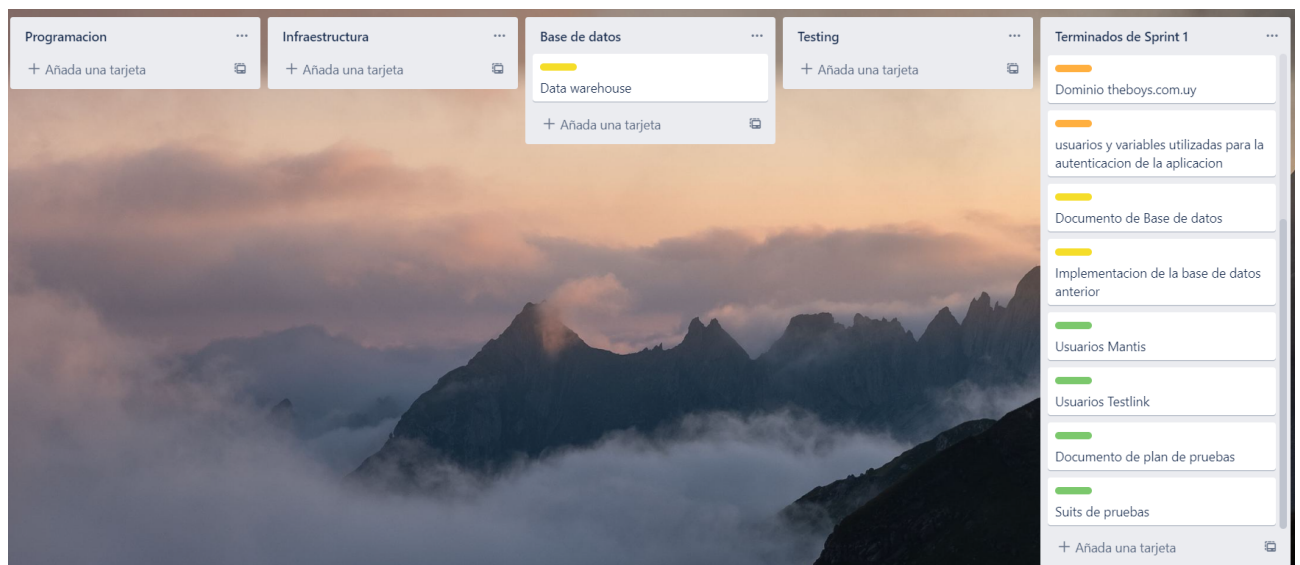 Programacion
Añada una tarjeta
Infraestructura
Añada una tarjeta
Base de datos
Data warehouse
Añada una tarjeta
Testing
Añada una tarjeta
Terminados de Sprint 1
Dominio theboys.com.uy
usuarios y variables utilizadas para la
autenticacion de la aplicacion
Documento de Base de datos
Implementacion de la base de datos
anterior
Usuarios Mantis
Usuarios Testlink
Documento de plan de pruebas
Suits de pruebas
Añada una tarjeta